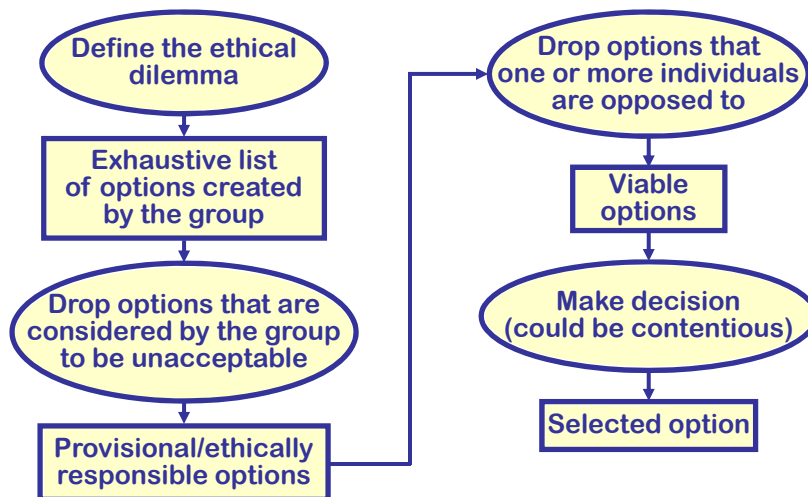 Define the ethical
dilemma
Exhaustive list
of options created
by the group
Drop options that are
considered by the group
to be unacceptable
Provisional/ethically
responsible options
Drop options that
one or more individuals
are opposed to
Viable
options
Make decision
(could be contentious)
Selected option